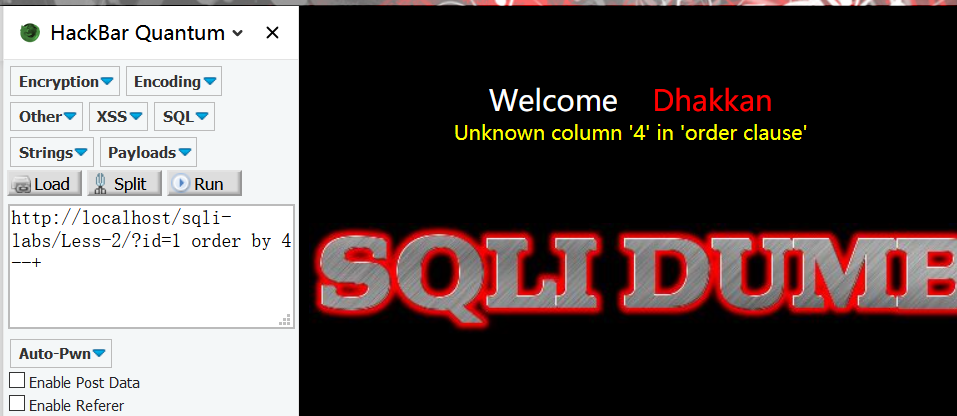 HackBar Quantum
Encryption Encoding
Other XSS SQL
Strings Payloads
Load Split Run
http://localhost/sqli-
labs/Less-2/?id=1 order by 4
--+
Auto-Pwn
Enable Post Data
Enable Referer
Welcome Dhakkan
Unknown column '4' in 'order clause'
SQLI DUMB